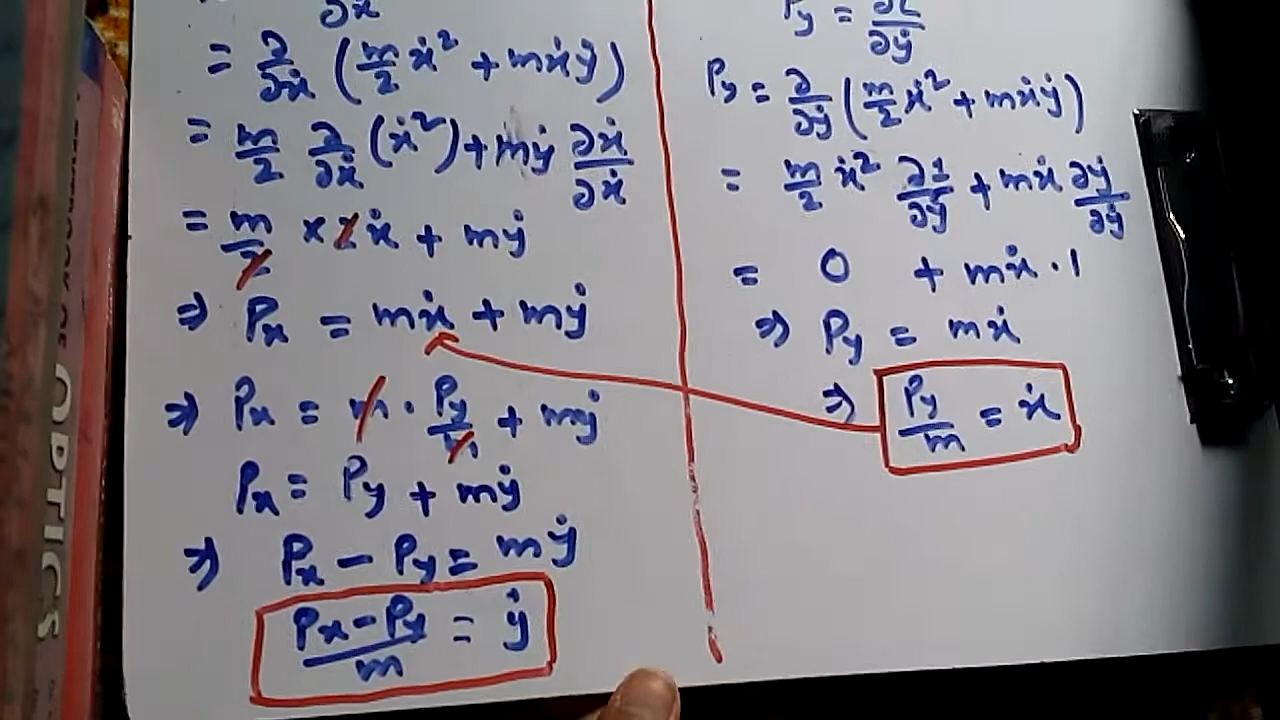 ∂ẋ
= ∂/∂ẋ (m/2 ẋ² + mẋẏ)
= m/2 ∂/∂ẋ (ẋ²) + mẏ ∂ẋ/∂ẋ
= m/2 × 2ẋ + mẏ
⇒ Px = mẋ + mẏ
⇒ Px = m · Py/m + mẏ
Px = Py + mẏ
⇒ Px − Py = mẏ
(Px − Py)/m = ẏ
Py = ∂L/∂ẏ
Py = ∂/∂ẏ (m/2 ẋ² + mẋẏ)
= m/2 ẋ² ∂1/∂ẏ + mẋ ∂ẏ/∂ẏ
= 0 + mẋ · 1
⇒ Py = mẋ
⇒ Py/m = ẋ
OPTICS